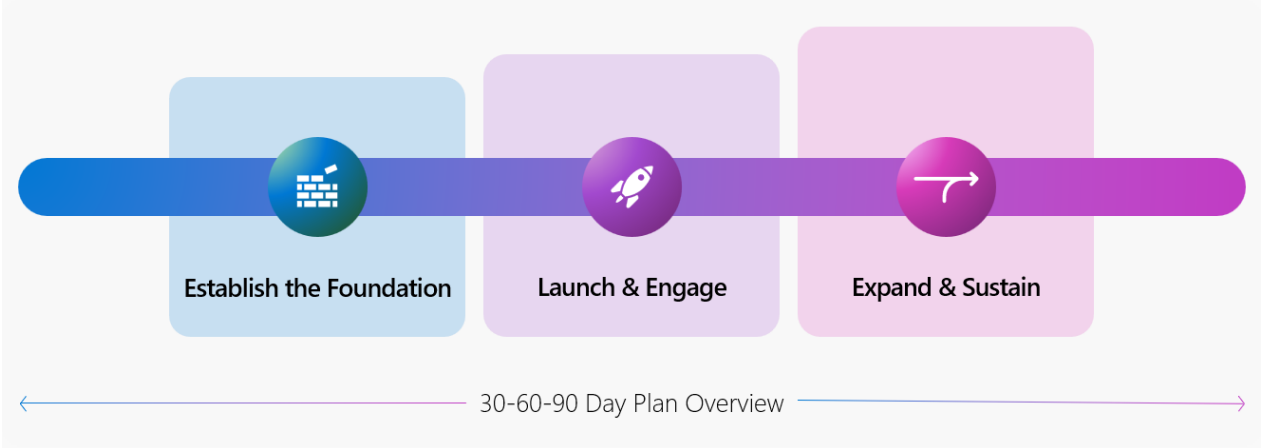 Establish the Foundation
Launch & Engage
Expand & Sustain
30-60-90 Day Plan Overview